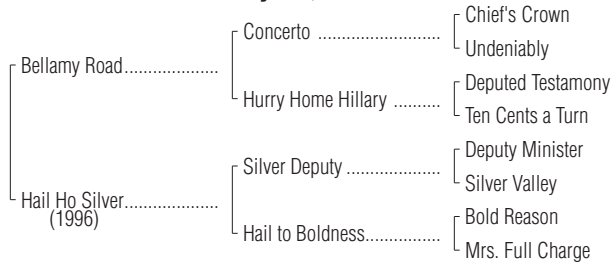 Chief's Crown
Concerto ........................
Undeniably
Bellamy Road...................
Deputed Testamony
Hurry Home Hillary .........
Ten Cents a Turn
Deputy Minister
Silver Deputy ...................
Silver Valley
Hail Ho Silver...................
(1996)
Bold Reason
Hail to Boldness...............
Mrs. Full Charge